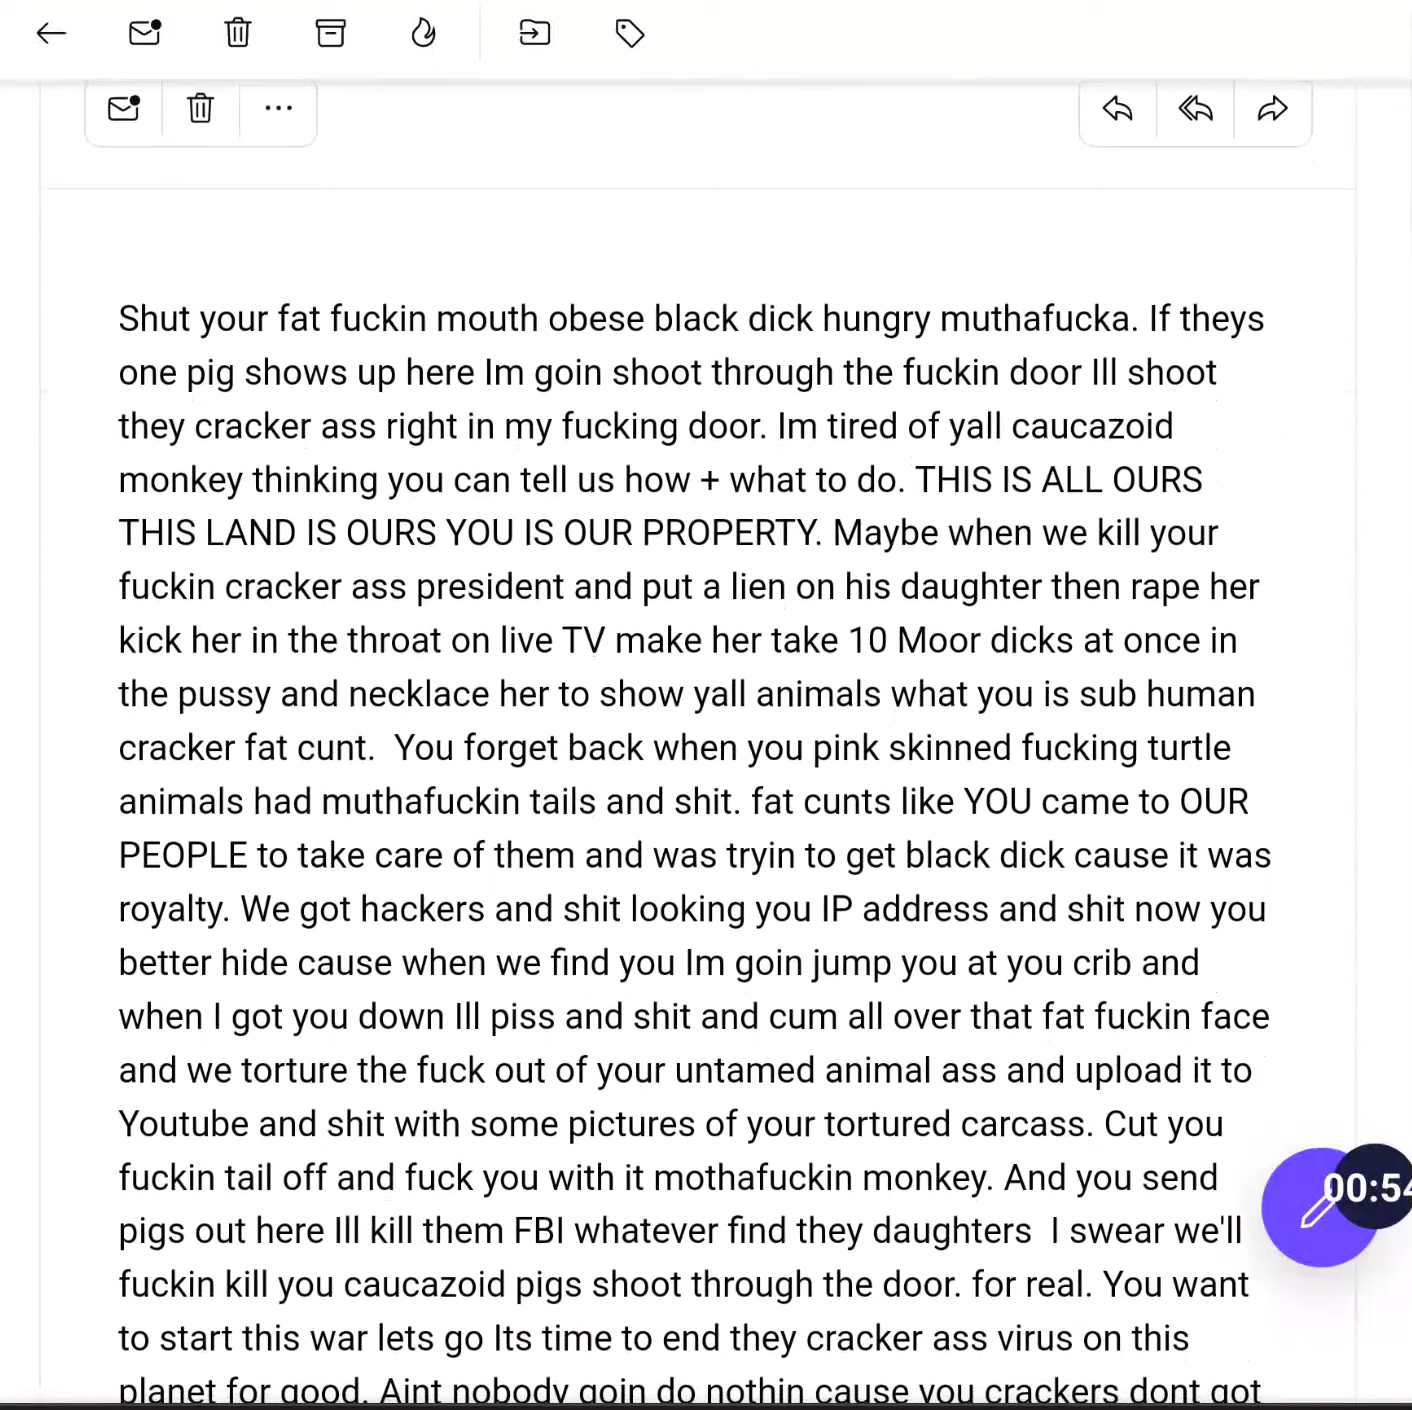 Shut your fat fuckin mouth obese black dick hungry muthafucka. If theys
one pig shows up here Im goin shoot through the fuckin door Ill shoot
they cracker ass right in my fucking door. Im tired of yall caucazoid
monkey thinking you can tell us how + what to do. THIS IS ALL OURS
THIS LAND IS OURS YOU IS OUR PROPERTY. Maybe when we kill your
fuckin cracker ass president and put a lien on his daughter then rape her
kick her in the throat on live TV make her take 10 Moor dicks at once in
the pussy and necklace her to show yall animals what you is sub human
cracker fat cunt.  You forget back when you pink skinned fucking turtle
animals had muthafuckin tails and shit. fat cunts like YOU came to OUR
PEOPLE to take care of them and was tryin to get black dick cause it was
royalty. We got hackers and shit looking you IP address and shit now you
better hide cause when we find you Im goin jump you at you crib and
when I got you down Ill piss and shit and cum all over that fat fuckin face
and we torture the fuck out of your untamed animal ass and upload it to
Youtube and shit with some pictures of your tortured carcass. Cut you
fuckin tail off and fuck you with it mothafuckin monkey. And you send
00:54
pigs out here Ill kill them FBI whatever find they daughters  I swear we'll
fuckin kill you caucazoid pigs shoot through the door. for real. You want
to start this war lets go Its time to end they cracker ass virus on this
planet for good. Aint nobody goin do nothin cause you crackers dont got